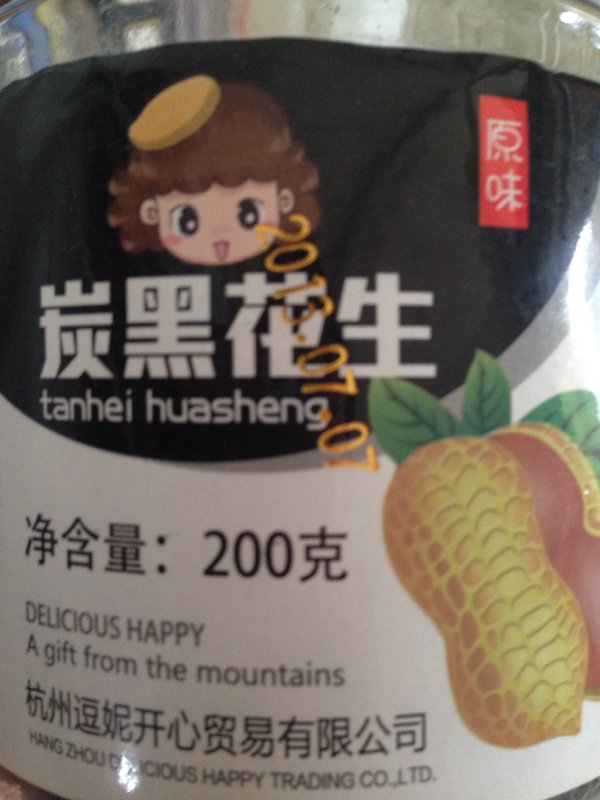 原味
炭黑花生
tanhei huasheng
2013.07.07
净含量：200克
DELICIOUS HAPPY
A gift from the mountains
杭州逗妮开心贸易有限公司
HANG ZHOU DELICIOUS HAPPY TRADING CO.,LTD.